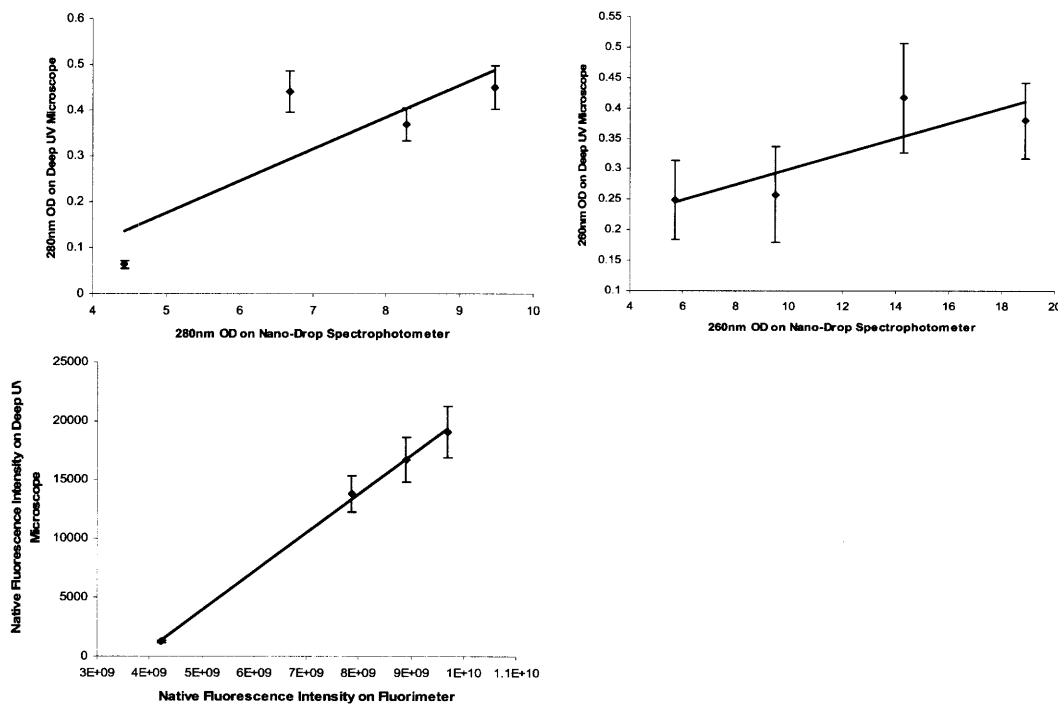 0.6
0.5
0.4
0.3
0.2
0.1
0
280nm OD on Deep UV Microscope
4
5
6
7
8
9
10
280nm OD on Nano-Drop Spectrophotometer
0.55
0.5
0.45
0.4
0.35
0.3
0.25
0.2
0.15
0.1
260nm OD on Deep UV Microscope
4
6
8
10
12
14
16
18
20
260nm OD on Nano-Drop Spectrophotometer
25000
20000
15000
10000
5000
0
Native Fluorescence Intensity on Deep UV
Microscope
3E+09
4E+09
5E+09
6E+09
7E+09
8E+09
9E+09
1E+10
1.1E+10
Native Fluorescence Intensity on Fluorimeter